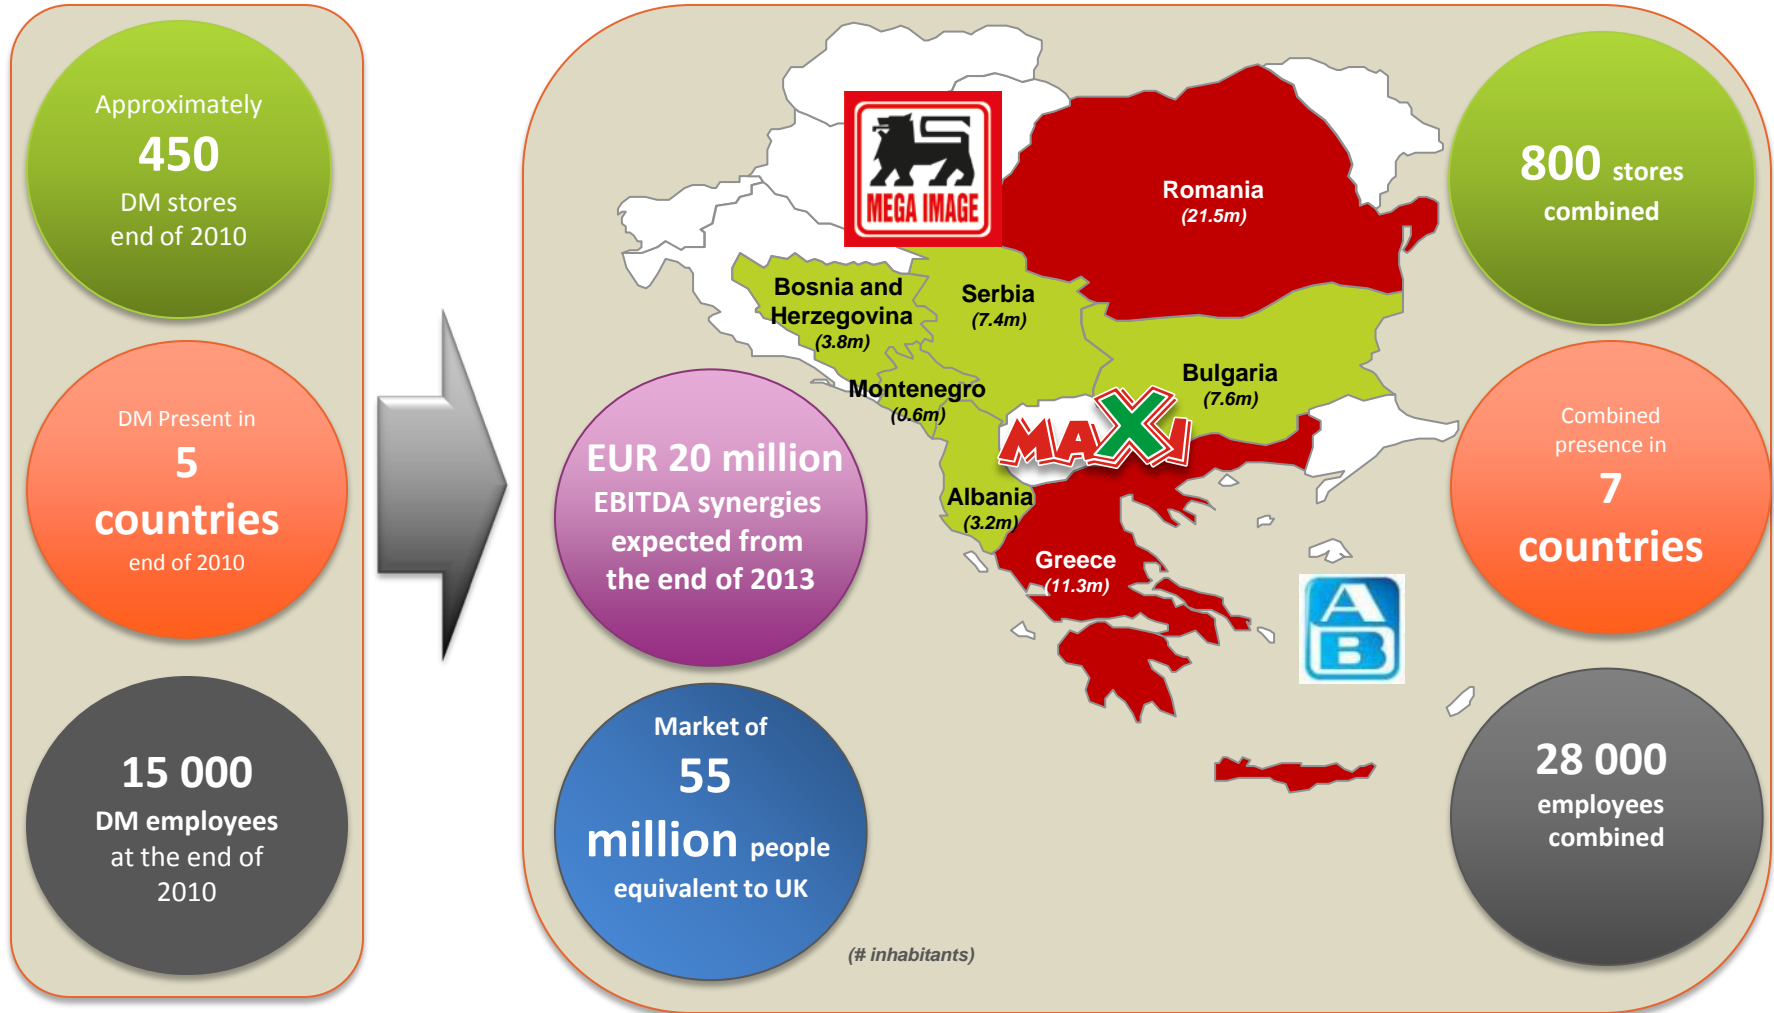 Approximately
450
DM stores
end of 2010
DM Present in
5
countries
end of 2010
15 000
DM employees
at the end of
2010
MEGA IMAGE
Romania
(21.5m)
Bosnia and
Herzegovina
(3.8m)
Serbia
(7.4m)
Montenegro
(0.6m)
Bulgaria
(7.6m)
MAXI
Albania
(3.2m)
Greece
(11.3m)
AB
EUR 20 million
EBITDA synergies
expected from
the end of 2013
Market of
55
million people
equivalent to UK
(# inhabitants)
800 stores
combined
Combined
presence in
7
countries
28 000
employees
combined